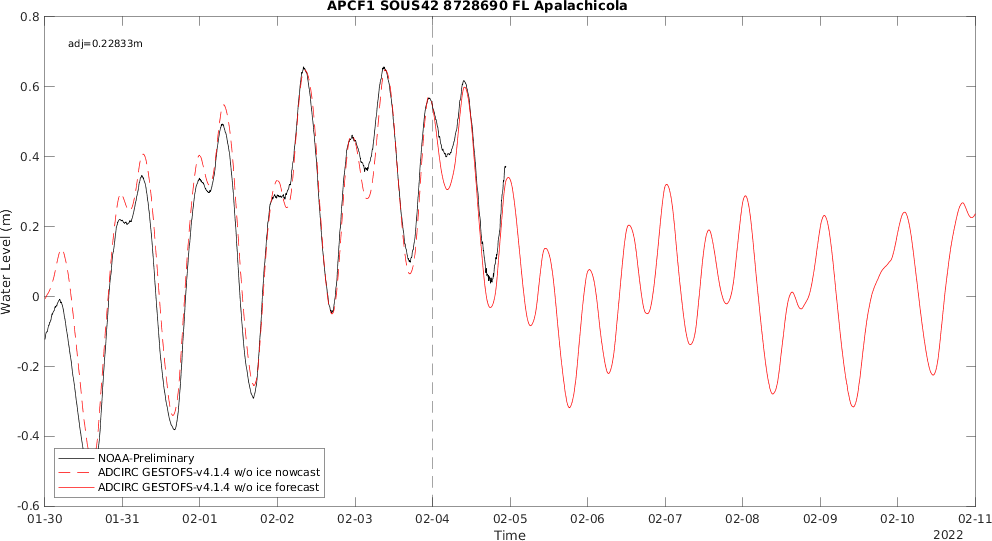 APCF1 SOUS42 8728690 FL Apalachicola
adj=0.22833m
0.8
0.6
0.4
0.2
0
-0.2
-0.4
-0.6
Water Level (m)
NOAA-Preliminary
ADCIRC GESTOFS-v4.1.4 w/o ice nowcast
ADCIRC GESTOFS-v4.1.4 w/o ice forecast
01-30 01-31 02-01 02-02 02-03 02-04 02-05 02-06 02-07 02-08 02-09 02-10 02-11
Time
2022